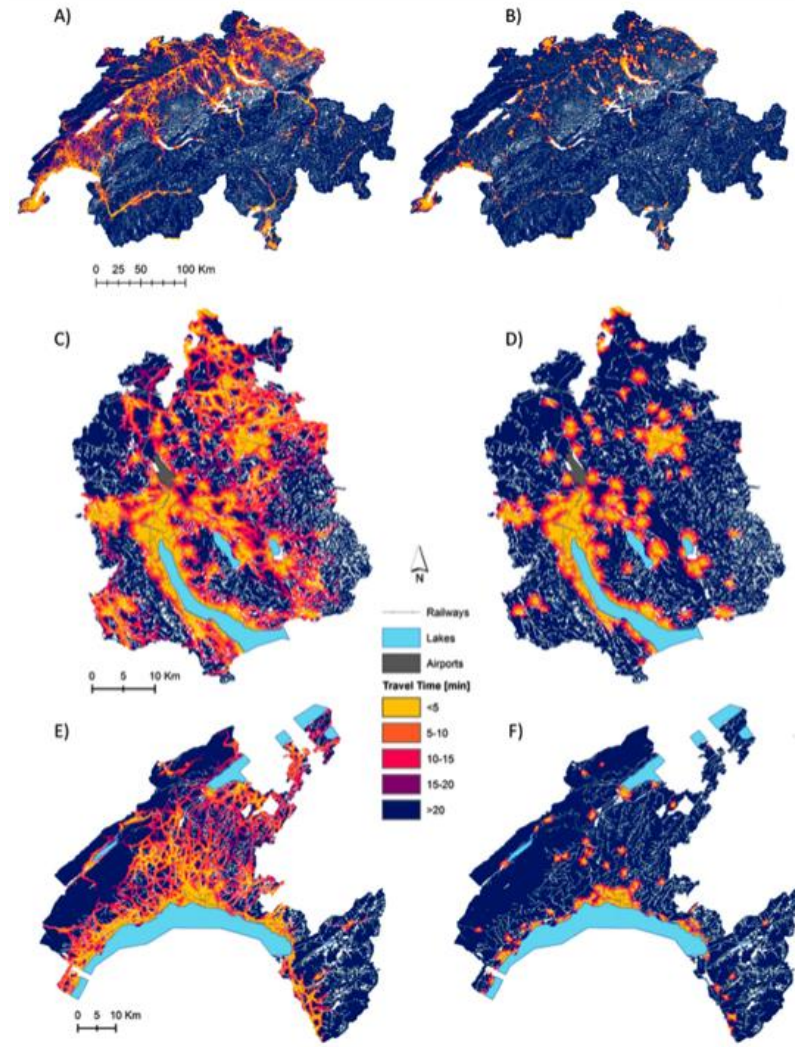 A)
B)
0 25 50 100 Km
C)
D)
N
Railways
Lakes
Airports
Travel Time [min]
<5
5-10
10-15
15-20
>20
0 5 10 Km
E)
F)
0 5 10 Km